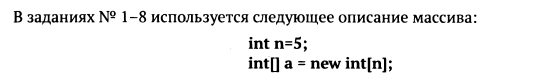 В заданиях № 1–8 используется следующее описание массива:
int n=5;
int[] a = new int[n];